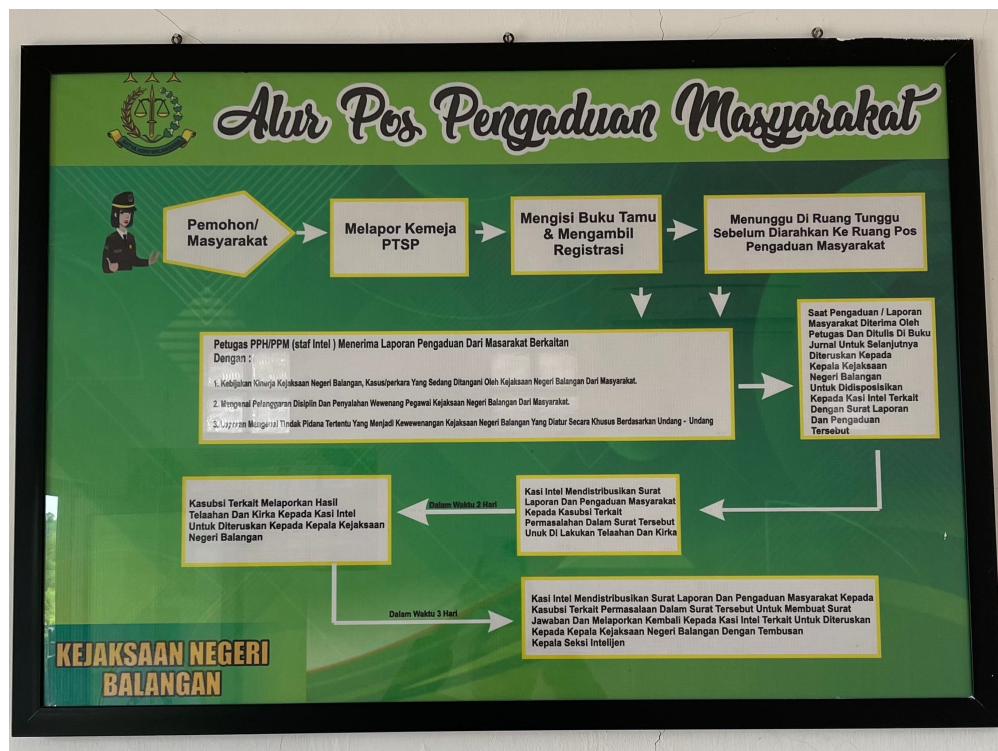 Alur Pos Pengaduan Masyarakat
Pemohon/
Masyarakat
Melapor Kemeja
PTSP
Mengisi Buku Tamu
& Mengambil
Registrasi
Menunggu Di Ruang Tunggu
Sebelum Diarahkan Ke Ruang Pos
Pengaduan Masyarakat
Petugas PPH/PPM (staf Intel ) Menerima Laporan Pengaduan Dari Masarakat Berkaitan
Dengan :
1. Kebijakan Kinerja Kejaksaan Negeri Balangan, Kasus/perkara Yang Sedang Ditangani Oleh Kejaksaan Negeri Balangan Dari Masyarakat.
2. Mengenai Pelanggaran Disiplin Dan Penyalahan Wewenang Pegawai Kejaksaan Negeri Balangan Dari Masyarakat.
3. Laporan Mengenai Tindak Pidana Tertentu Yang Menjadi Kewewenangan Kejaksaan Negeri Balangan Yang Diatur Secara Khusus Berdasarkan Undang - Undang
Saat Pengaduan / Laporan
Masyarakat Diterima Oleh
Petugas Dan Ditulis Di Buku
Jurnal Untuk Selanjutnya
Diteruskan Kepada
Kepala Kejaksaan
Negeri Balangan
Untuk Didisposisikan
Kepada Kasi Intel Terkait
Dengan Surat Laporan
Dan Pengaduan
Tersebut
Kasi Intel Mendistribusikan Surat
Laporan Dan Pengaduan Masyarakat
Kepada Kasubsi Terkait
Permasalahan Dalam Surat Tersebut
Unuk Di Lakukan Telaahan Dan Kirka
Dalam Waktu 2 Hari
Kasubsi Terkait Melaporkan Hasil
Telaahan Dan Kirka Kepada Kasi Intel
Untuk Diteruskan Kepada Kepala Kejaksaan
Negeri Balangan
Dalam Waktu 3 Hari
Kasi Intel Mendistribusikan Surat Laporan Dan Pengaduan Masyarakat Kepada
Kasubsi Terkait Permasalaan Dalam Surat Tersebut Untuk Membuat Surat
Jawaban Dan Melaporkan Kembali Kepada Kasi Intel Terkait Untuk Diteruskan
Kepada Kepala Kejaksaan Negeri Balangan Dengan Tembusan
Kepala Seksi Intelijen
KEJAKSAAN NEGERI
BALANGAN